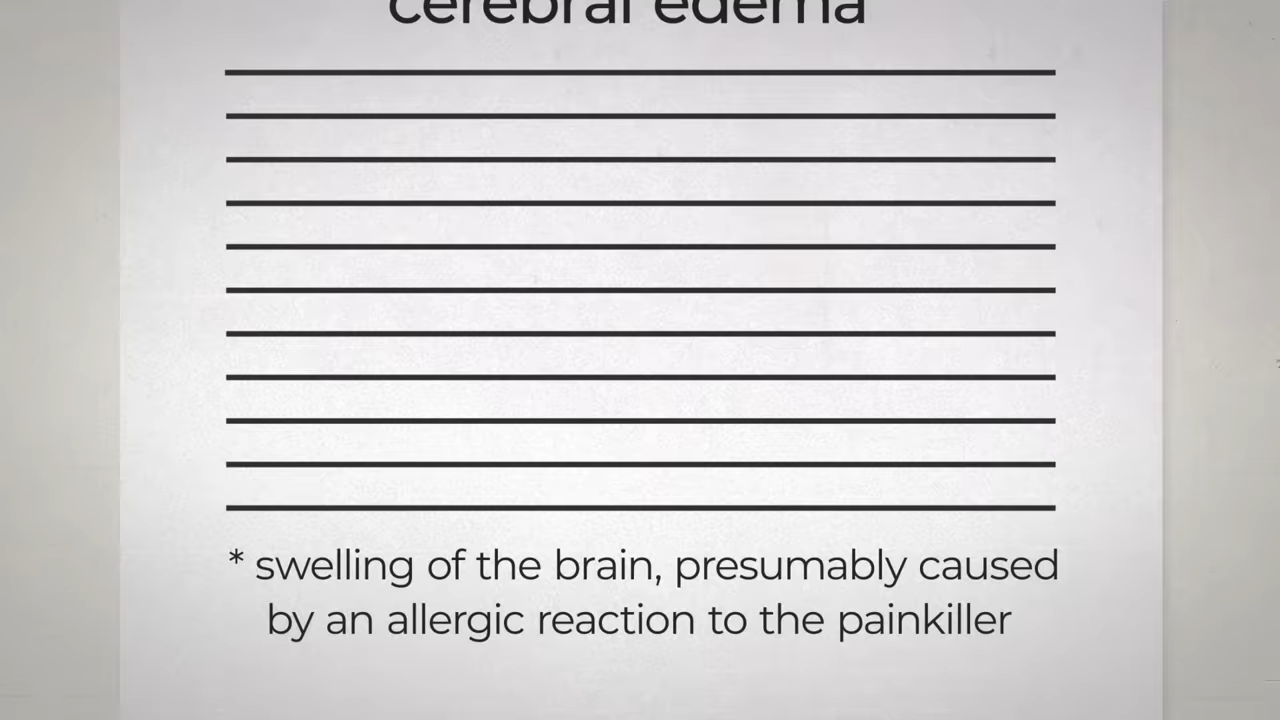 cerebral edema
* swelling of the brain, presumably caused
by an allergic reaction to the painkiller